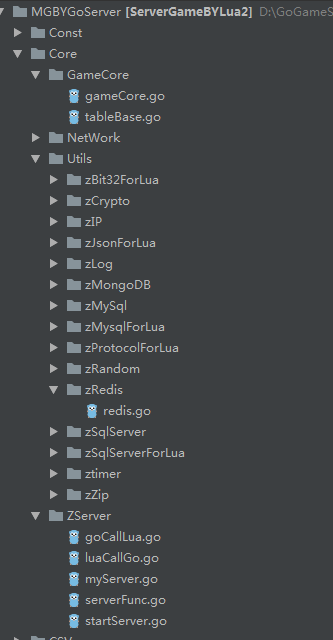 MGBYGoServer [ServerGameBYLua2] D:\GoGameS
Const
Core
GameCore
gameCore.go
tableBase.go
NetWork
Utils
zBit32ForLua
zCrypto
zIP
zJsonForLua
zLog
zMongoDB
zMySql
zMysqlForLua
zProtocolForLua
zRandom
zRedis
redis.go
zSqlServer
zSqlServerForLua
ztimer
zZip
ZServer
goCallLua.go
luaCallGo.go
myServer.go
serverFunc.go
startServer.go